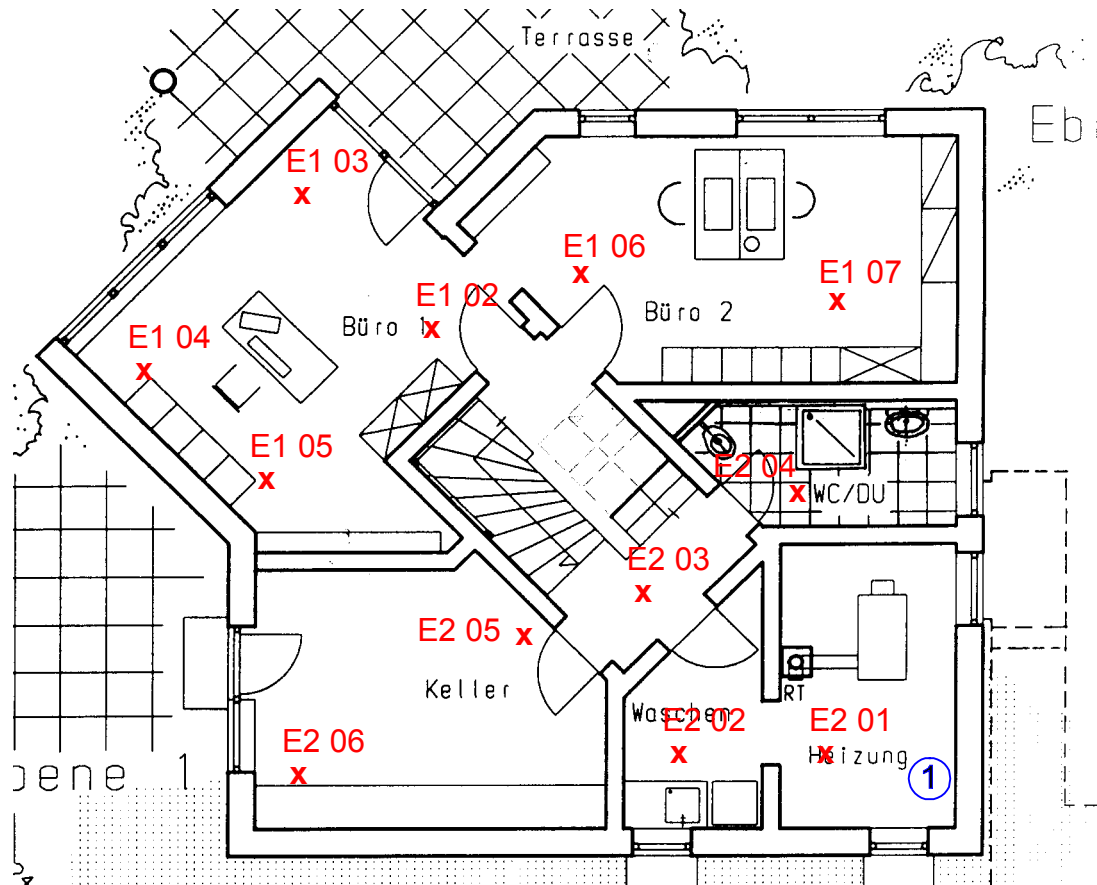 Terrasse
Eb
E1 03
E1 06
E1 07
E1 02
Büro 1
Büro 2
E1 04
E1 05
E2 04
WC/DU
E2 03
E2 05
Keller
RT
Waschen
E2 02
E2 01
Heizung
E2 06
bene 1
1